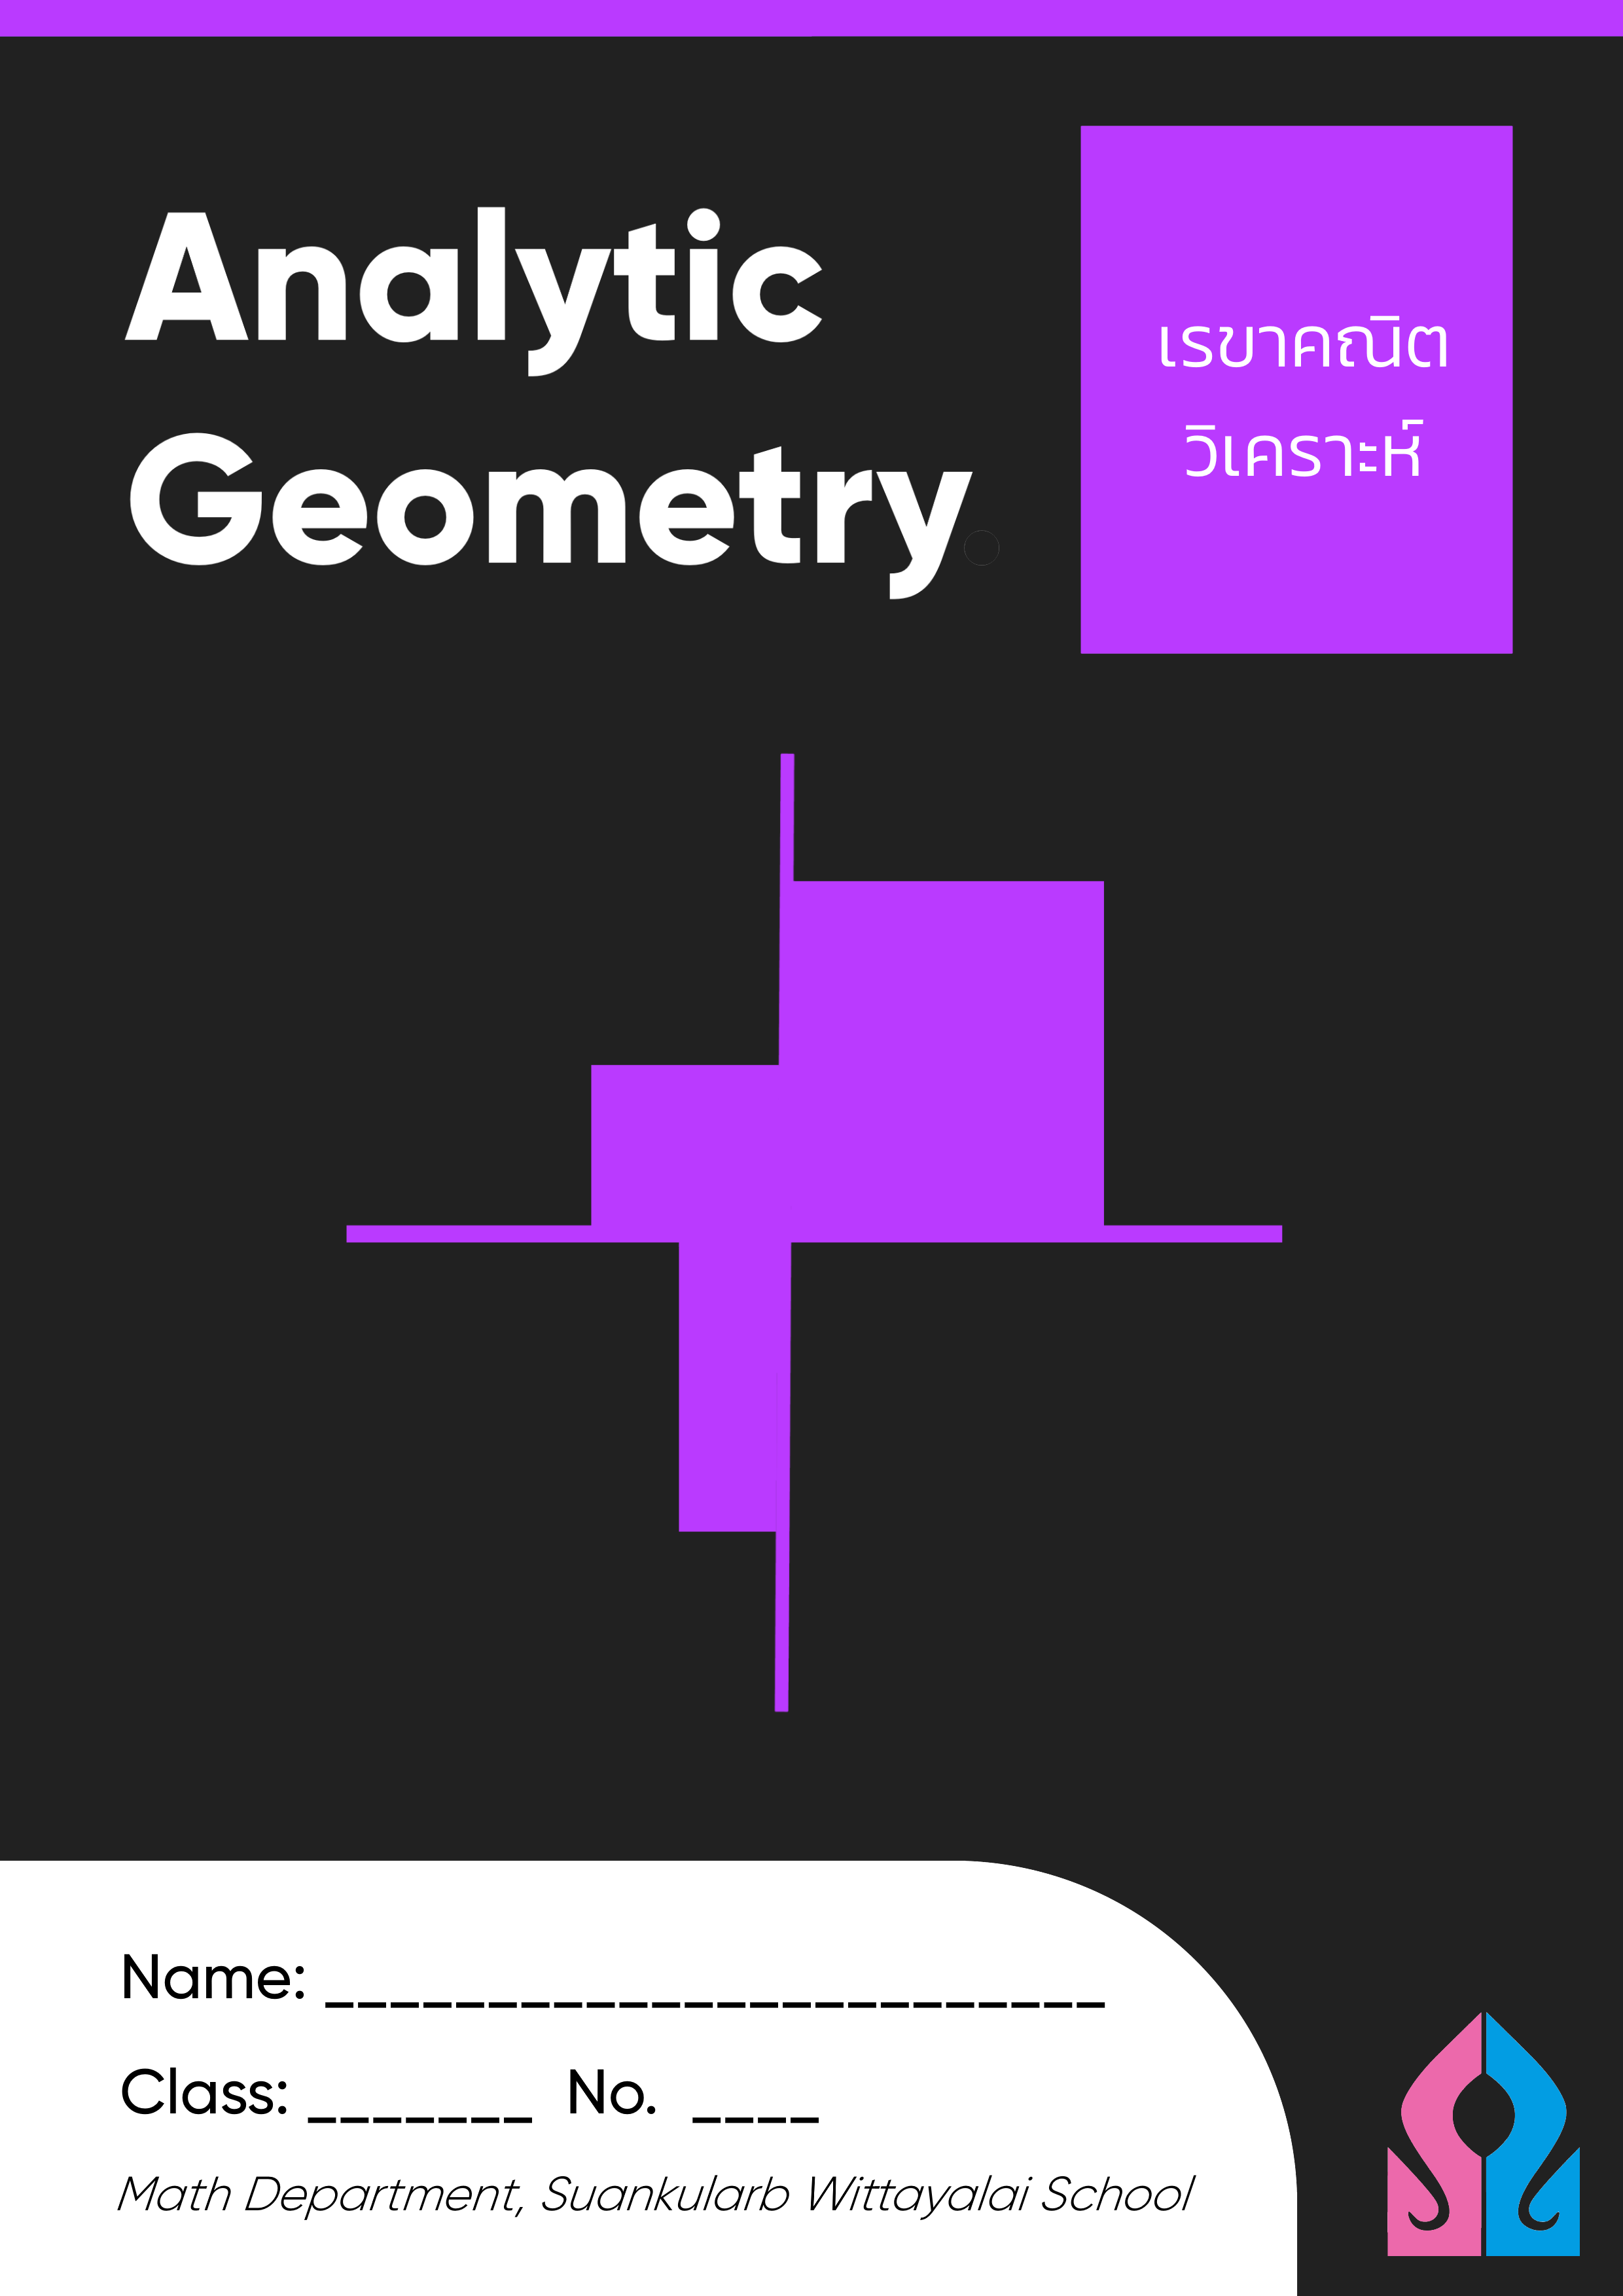 Analytic
Geometry.
เรขาคณิต
วิเคราะห์
Name: ________________________
Class: _______ No. ____
Math Department, Suankularb Wittayalai School